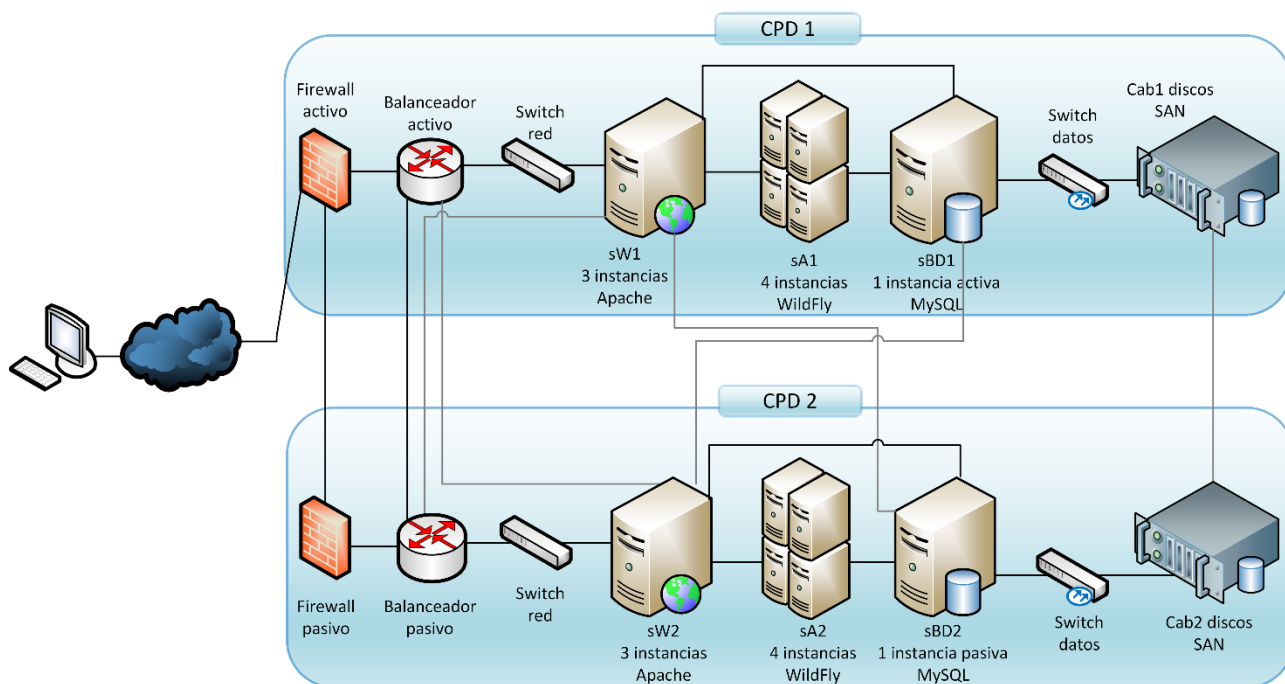 CPD 1
Firewall
activo
Balanceador
activo
Switch
red
sW1
3 instancias
Apache
sA1
4 instancias
WildFly
sBD1
1 instancia activa
MySQL
Switch
datos
Cab1 discos
SAN
CPD 2
Firewall
pasivo
Balanceador
pasivo
Switch
red
sW2
3 instancias
Apache
sA2
4 instancias
WildFly
sBD2
1 instancia pasiva
MySQL
Switch
datos
Cab2 discos
SAN